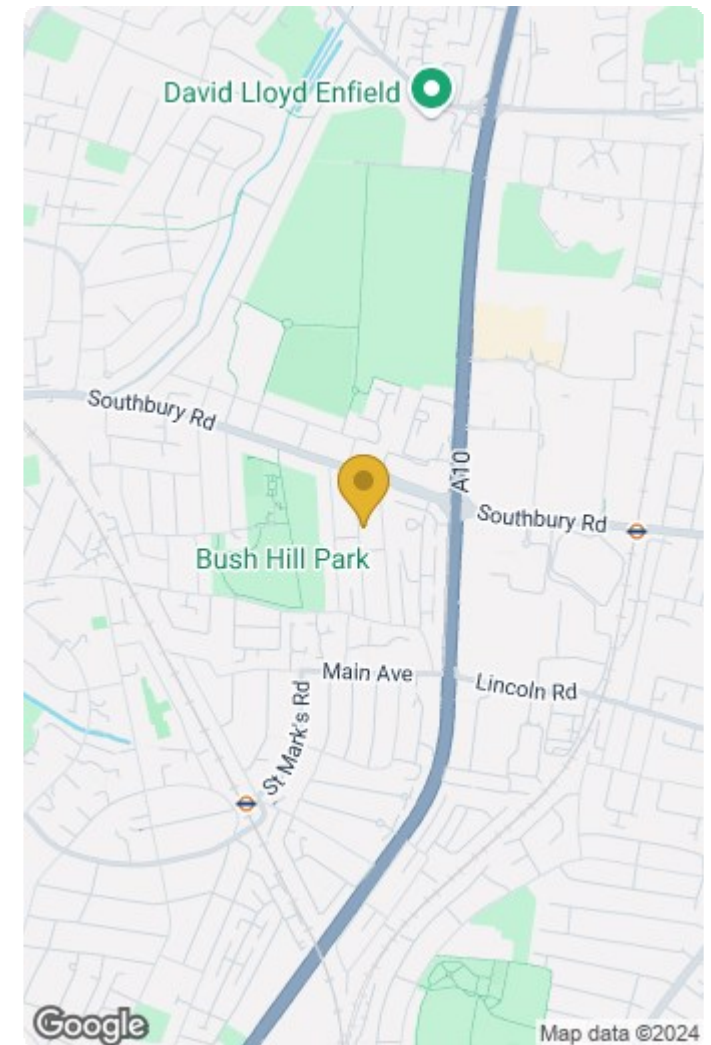 David Lloyd Enfield
Southbury Rd
A10
Southbury Rd
Bush Hill Park
Main Ave
Lincoln Rd
St Mark's Rd
Google
Map data ©2024